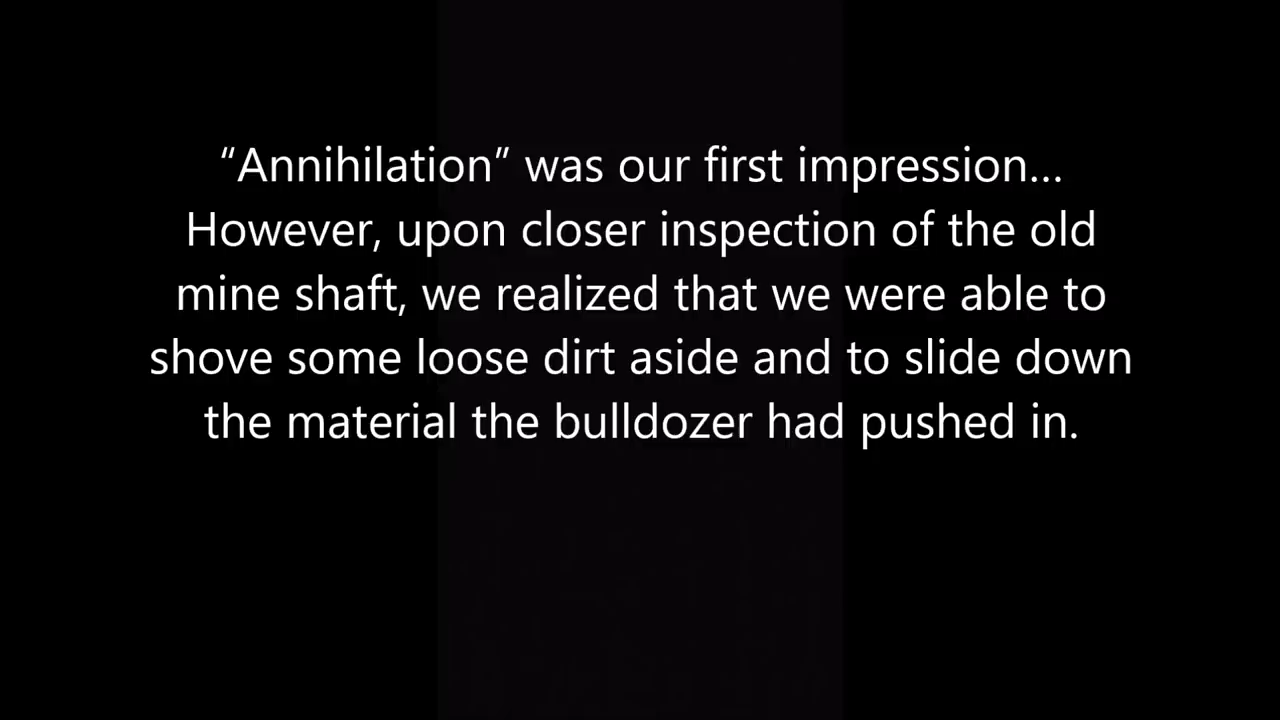 “Annihilation” was our first impression...
However, upon closer inspection of the old
mine shaft, we realized that we were able to
shove some loose dirt aside and to slide down
the material the bulldozer had pushed in.